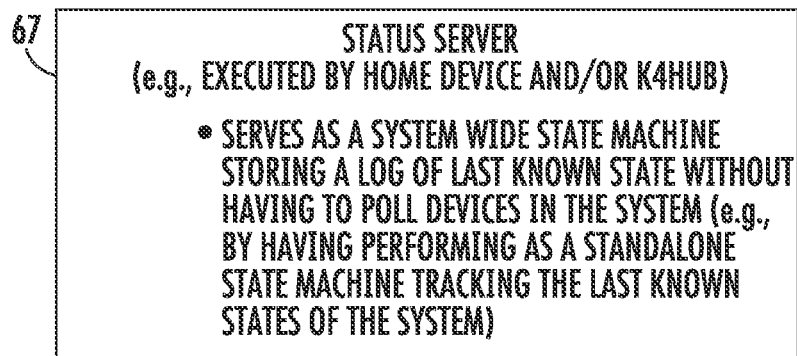 67
STATUS SERVER
(e.g., EXECUTED BY HOME DEVICE AND/OR K4HUB)
• SERVES AS A SYSTEM WIDE STATE MACHINE
STORING A LOG OF LAST KNOWN STATE WITHOUT
HAVING TO POLL DEVICES IN THE SYSTEM (e.g.,
BY HAVING PERFORMING AS A STANDALONE
STATE MACHINE TRACKING THE LAST KNOWN
STATES OF THE SYSTEM)